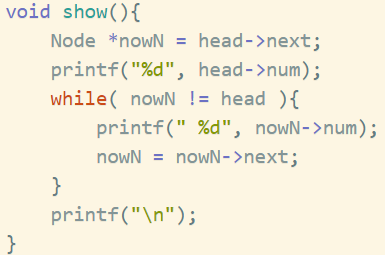 void show(){
    Node *nowN = head->next;
    printf("%d", head->num);
    while( nowN != head ){
        printf(" %d", nowN->num);
        nowN = nowN->next;
    }
    printf("\n");
}